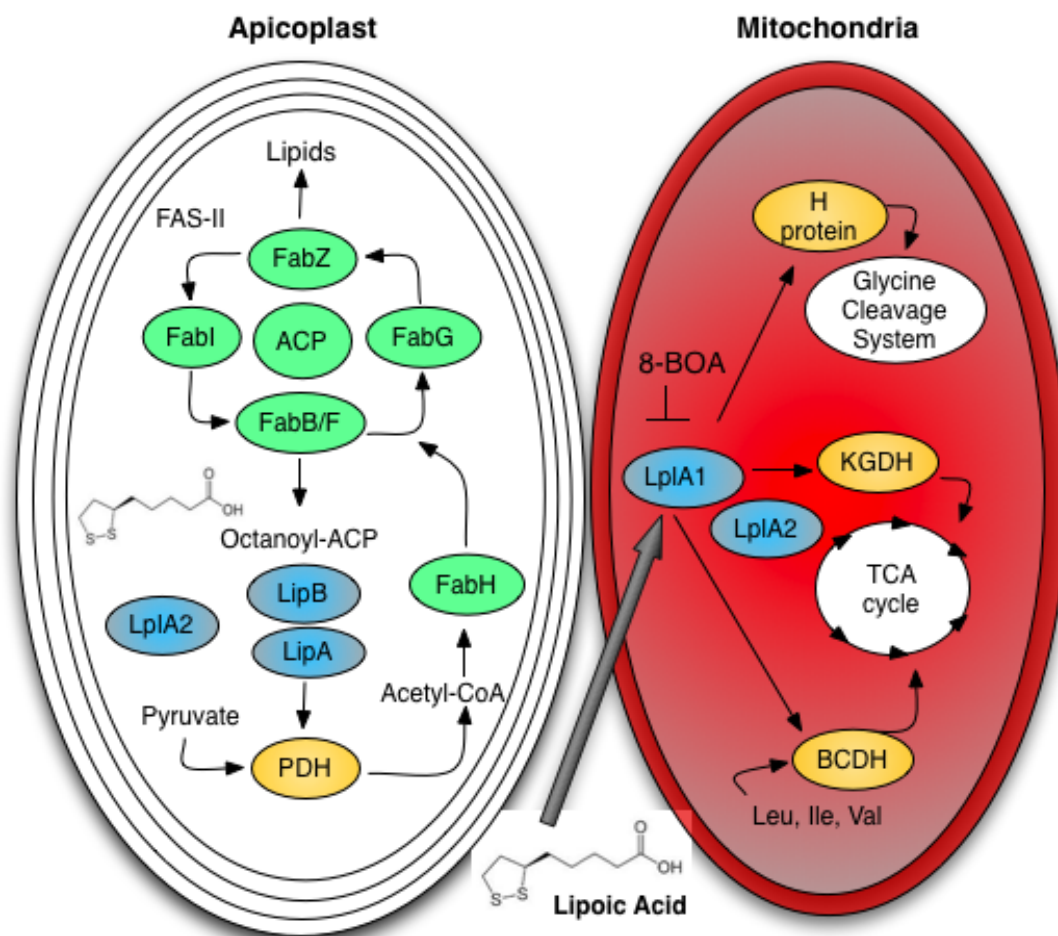 Apicoplast
Lipids
FAS-II
FabZ
FabI
ACP
FabG
FabB/F
O
OH
S-S
Octanoyl-ACP
LipB
FabH
LplA2
LipA
Acetyl-CoA
Pyruvate
PDH
Mitochondria
H
protein
Glycine
Cleavage
System
8-BOA
LplA1
KGDH
LplA2
TCA
cycle
BCDH
Leu, Ile, Val
O
OH
S-S
Lipoic Acid